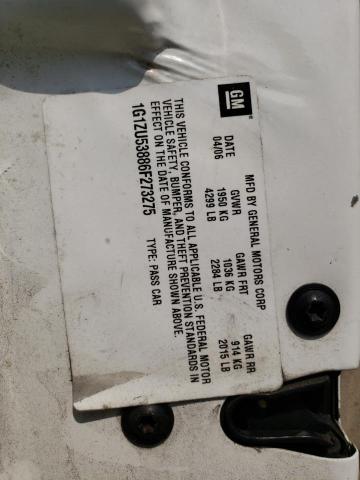 GM
MFD BY GENERAL MOTORS CORP
DATE GVWR GAWR FRT GAWR RR
04/06 1950 KG 1036 KG 914 KG
4299 LB 2284 LB 2015 LB
THIS VEHICLE CONFORMS TO ALL APPLICABLE U.S. FEDERAL MOTOR
VEHICLE SAFETY, BUMPER, AND THEFT PREVENTION STANDARDS IN
EFFECT ON THE DATE OF MANUFACTURE SHOWN ABOVE.
1G1ZU53886F273275 TYPE: PASS CAR